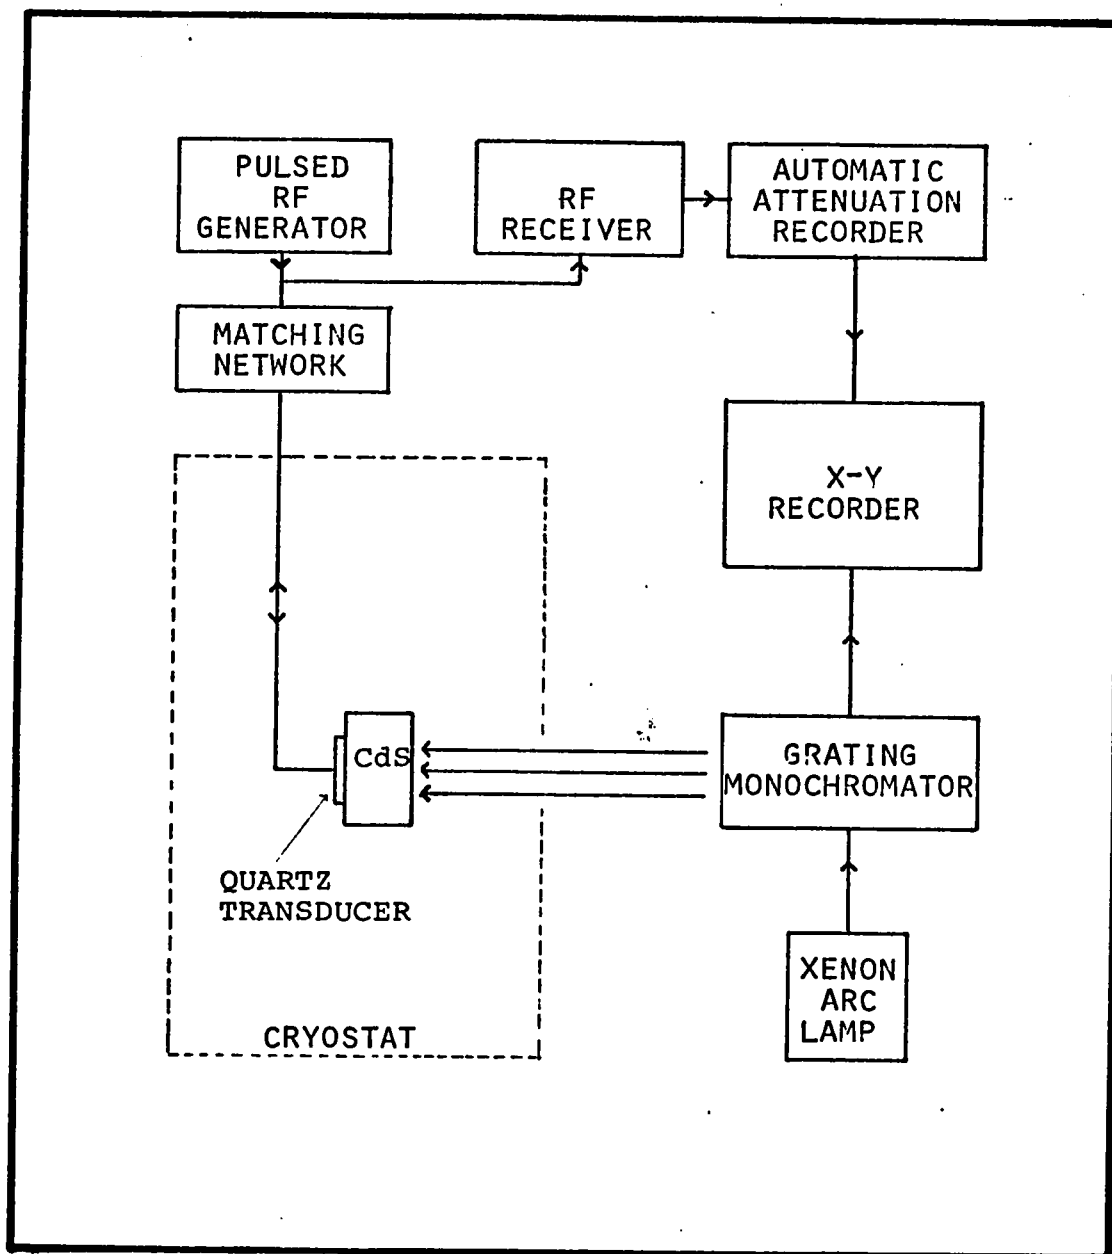 PULSED
RF
GENERATOR
RF
RECEIVER
AUTOMATIC
ATTENUATION
RECORDER
MATCHING
NETWORK
X-Y
RECORDER
CdS
GRATING
MONOCHROMATOR
QUARTZ
TRANSDUCER
XENON
ARC
LAMP
CRYOSTAT